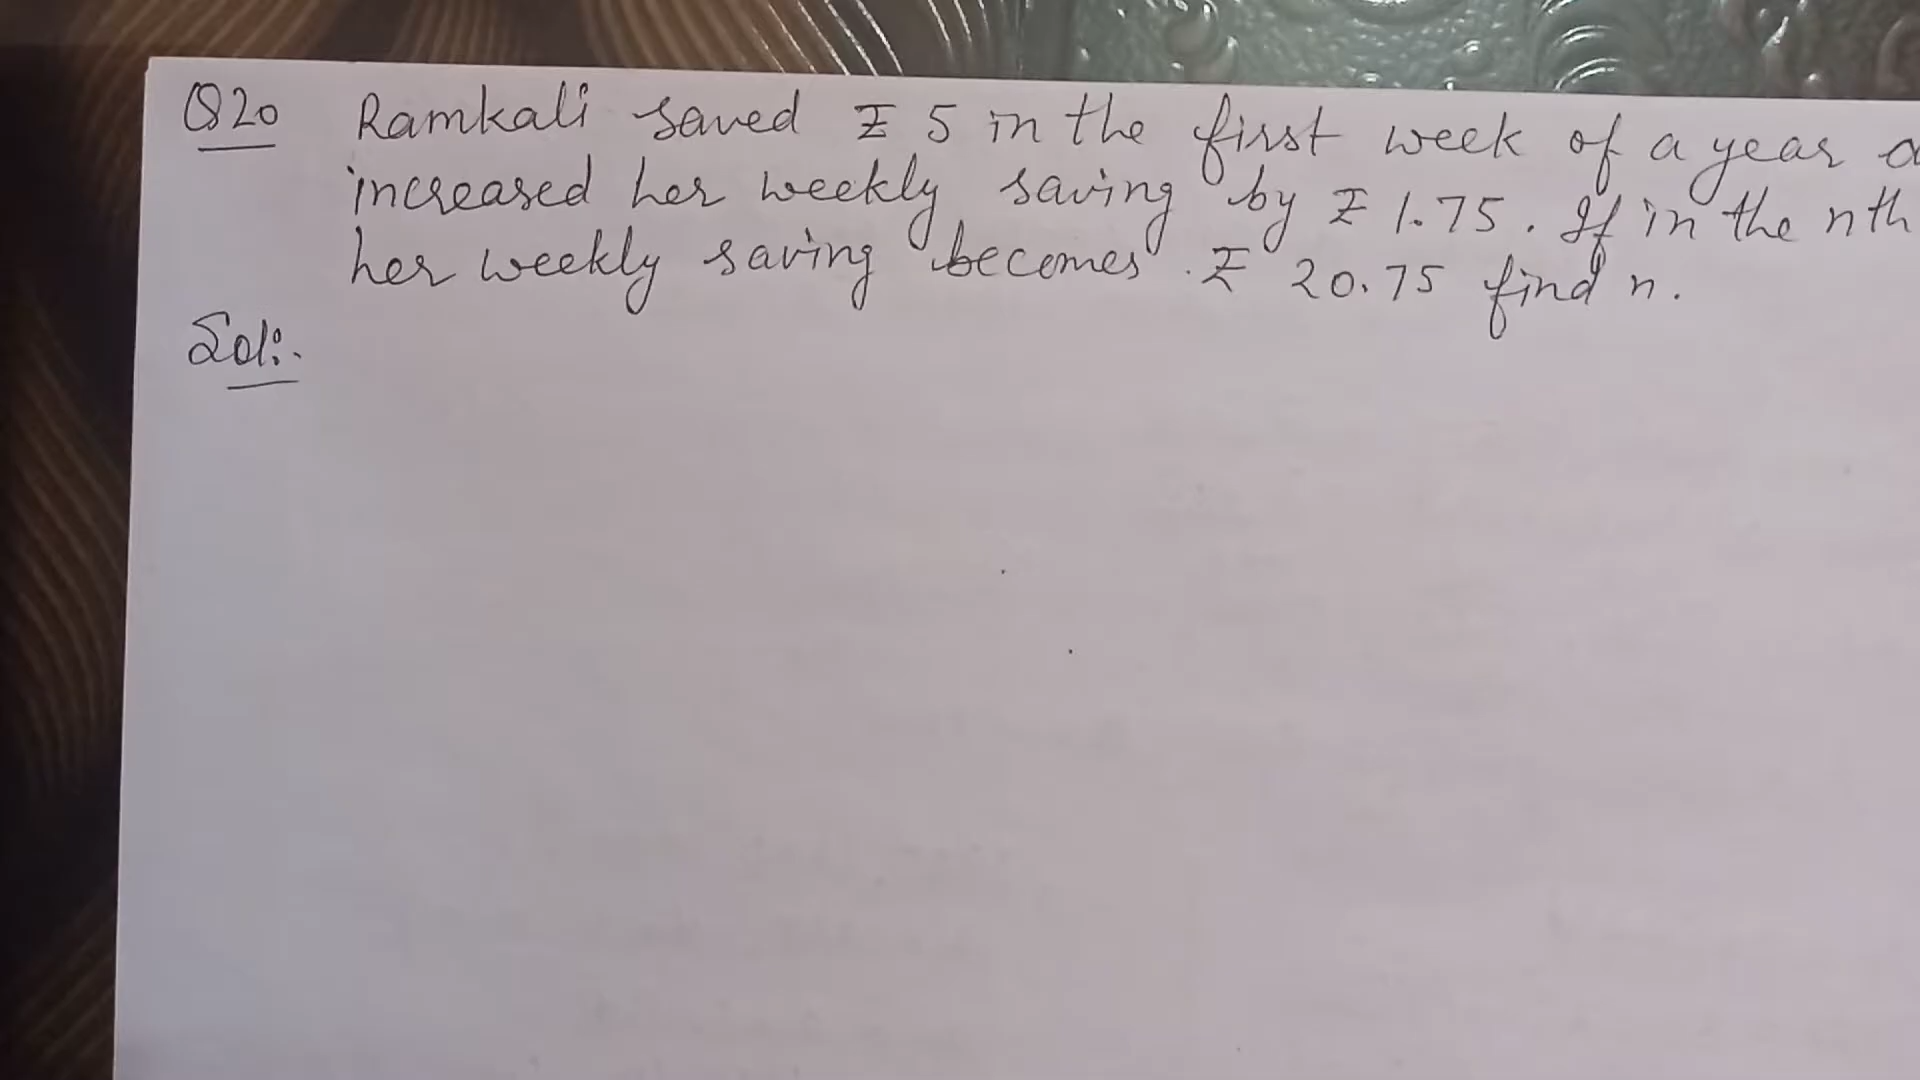 Q20 Ramkali saved ₹ 5 in the first week of a year
increased her weekly saving by ₹ 1.75. If in the nth
her weekly saving becomes ₹ 20.75 find n.
Sol:.